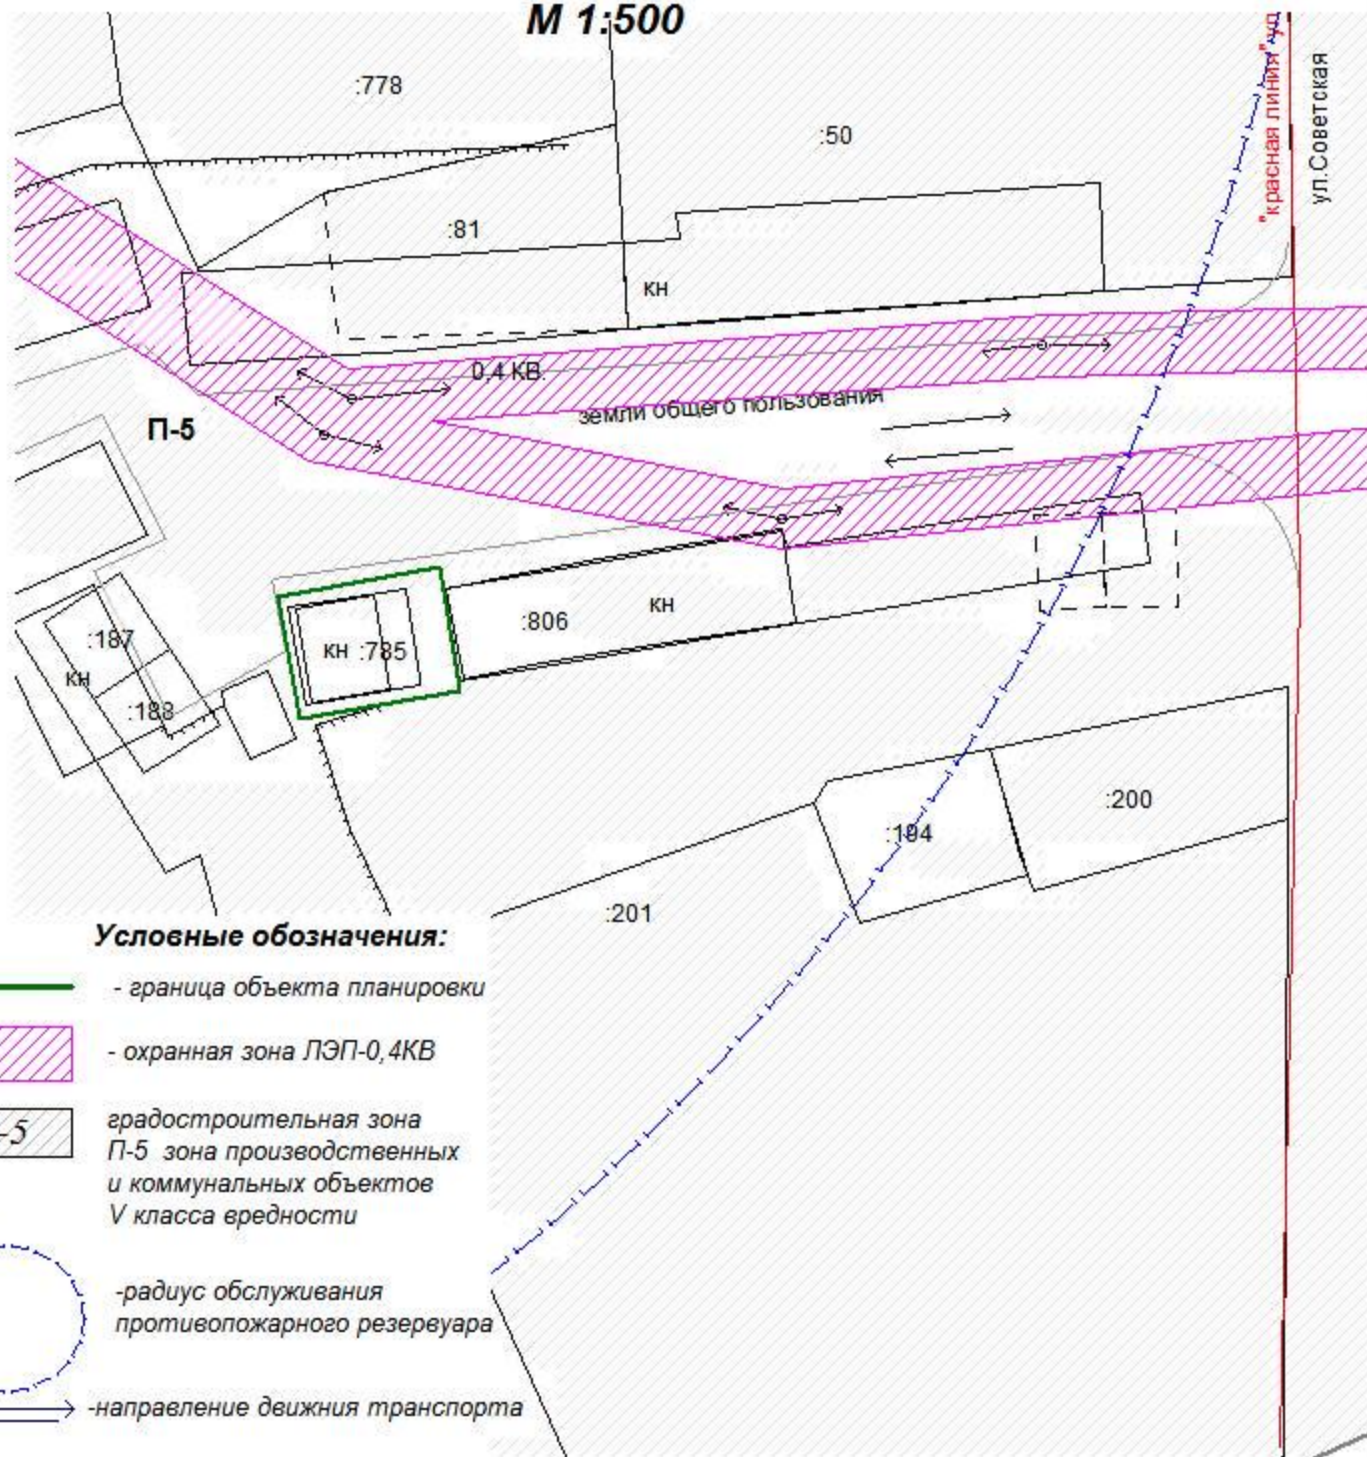 М 1:500
:778
:50
"красная линия"ул
ул.Советская
:81
кн
0,4 КВ.
земли общего пользования
П-5
:806
кн
:187
кн :785
кн
:188
:200
:194
:201
Условные обозначения:
- граница объекта планировки
- охранная зона ЛЭП-0,4КВ
-5
градостроительная зона
П-5 зона производственных
и коммунальных объектов
V класса вредности
-радиус обслуживания
противопожарного резервуара
-направление движния транспорта